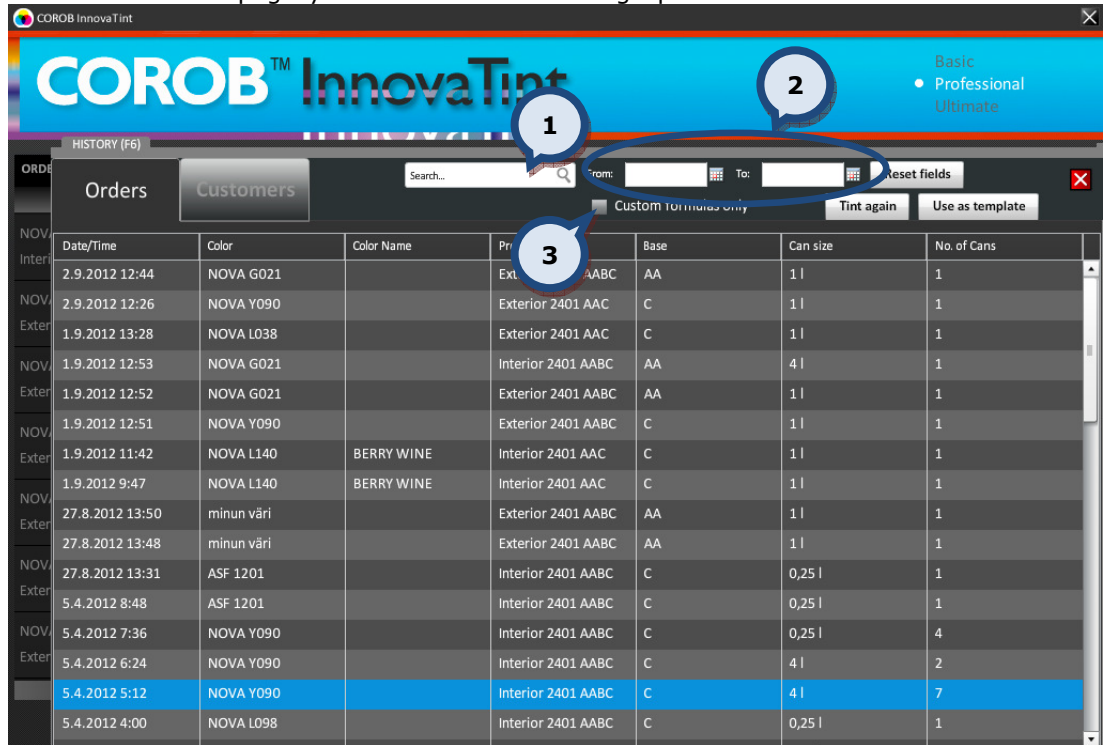 COROB InnovaTint
COROB™ InnovaTint
Basic
Professional
Ultimate
1
2
3
HISTORY (F6)
Orders
Customers
Search...
From:
To:
Reset fields
Custom formulas only
Tint again
Use as template
Date/Time Color Color Name Base Can size No. of Cans
2.9.2012 12:44 NOVA G021 AABC AA 1 l 1
2.9.2012 12:26 NOVA Y090 Exterior 2401 AAC C 1 l 1
1.9.2012 13:28 NOVA L038 Exterior 2401 AAC C 1 l 1
1.9.2012 12:53 NOVA G021 Interior 2401 AABC AA 4 l 1
1.9.2012 12:52 NOVA G021 Exterior 2401 AABC AA 1 l 1
1.9.2012 12:51 NOVA Y090 Exterior 2401 AABC C 1 l 1
1.9.2012 11:42 NOVA L140 BERRY WINE Interior 2401 AAC C 1 l 1
1.9.2012 9:47 NOVA L140 BERRY WINE Interior 2401 AAC C 1 l 1
27.8.2012 13:50 minun väri Exterior 2401 AABC AA 1 l 1
27.8.2012 13:48 minun väri Exterior 2401 AABC AA 1 l 1
27.8.2012 13:31 ASF 1201 Interior 2401 AABC C 0,25 l 1
5.4.2012 8:48 ASF 1201 Interior 2401 AABC C 0,25 l 1
5.4.2012 7:36 NOVA Y090 Interior 2401 AABC C 0,25 l 4
5.4.2012 6:24 NOVA Y090 Interior 2401 AABC C 4 l 2
5.4.2012 5:12 NOVA Y090 Interior 2401 AABC C 4 l 7
5.4.2012 4:00 NOVA L098 Interior 2401 AABC C 0,25 l 1